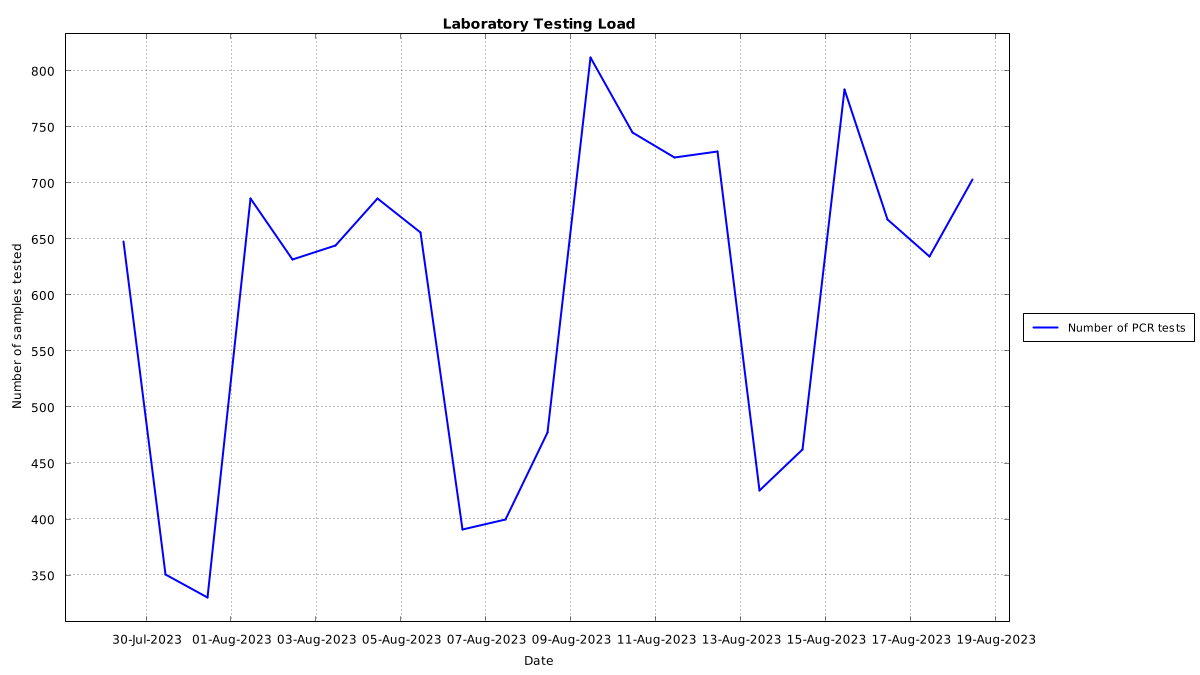 Laboratory Testing Load
800
750
700
650
600
550
500
450
400
350
Number of samples tested
30-Jul-2023 01-Aug-2023 03-Aug-2023 05-Aug-2023 07-Aug-2023 09-Aug-2023 11-Aug-2023 13-Aug-2023 15-Aug-2023 17-Aug-2023 19-Aug-2023
Date
Number of PCR tests